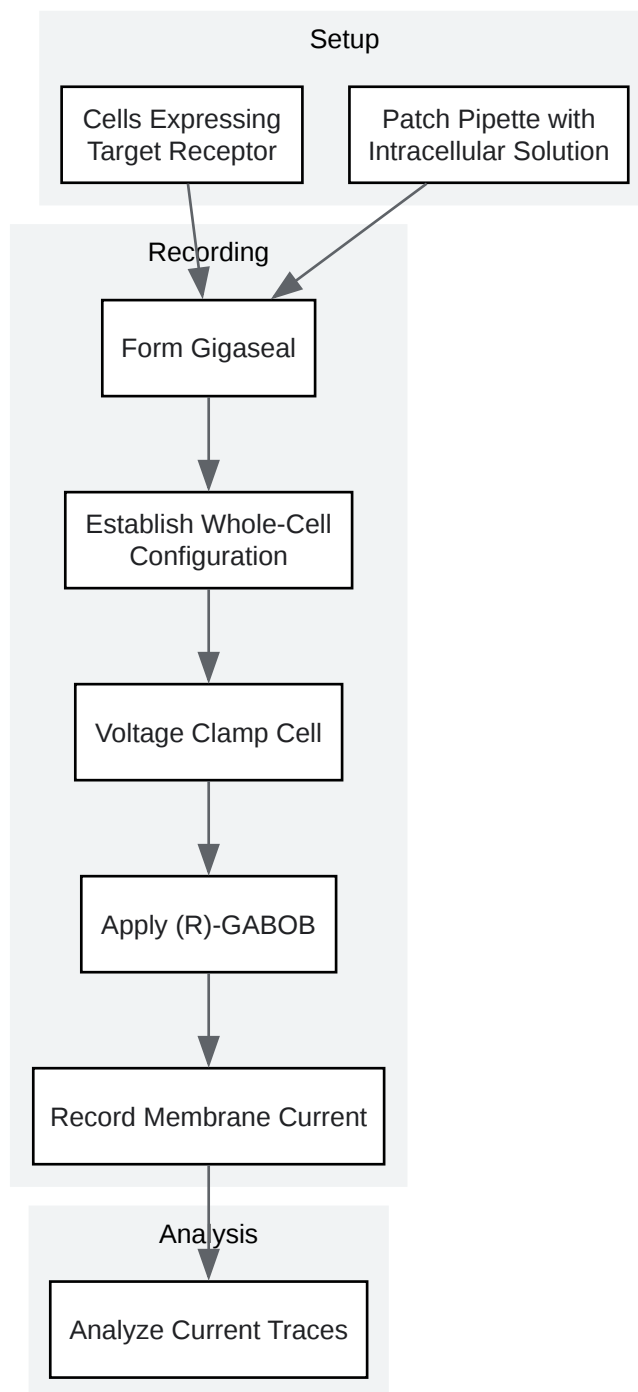 Setup
Cells Expressing
Target Receptor
Patch Pipette with
Intracellular Solution
Recording
Form Gigaseal
Establish Whole-Cell
Configuration
Voltage Clamp Cell
Apply (R)-GABOB
Record Membrane Current
Analysis
Analyze Current Traces